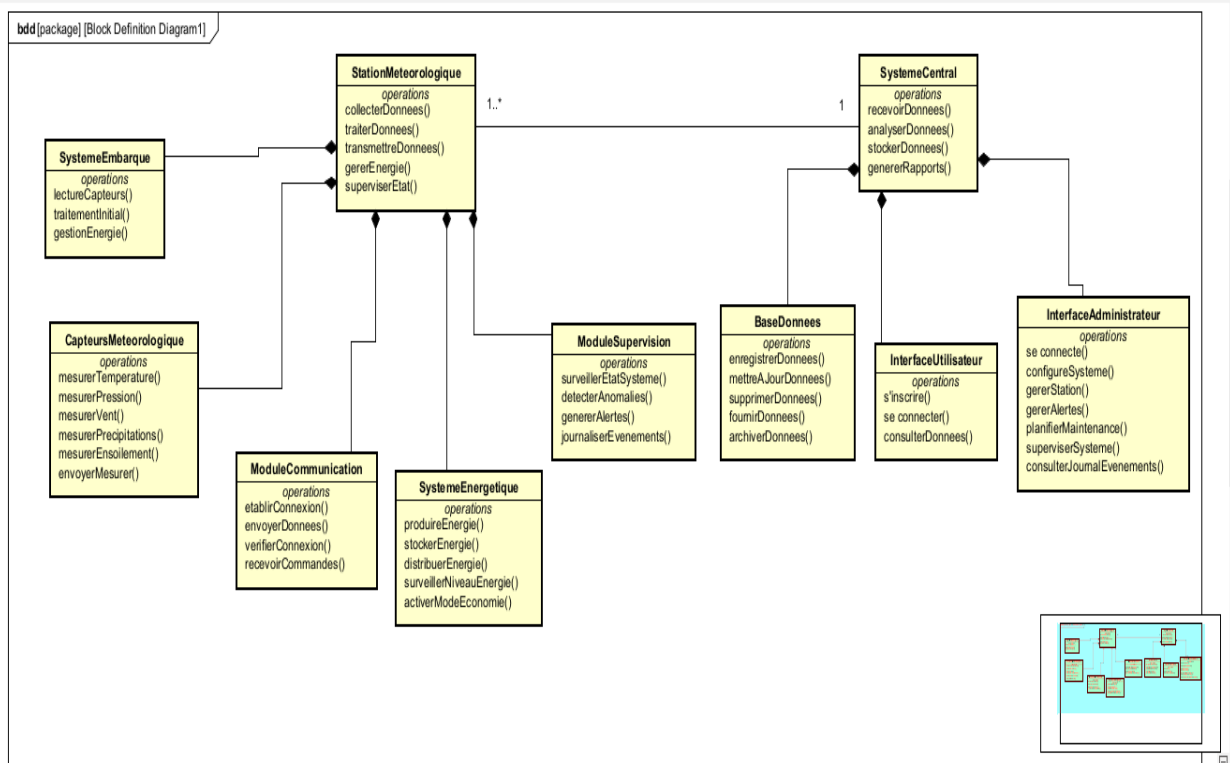 bdd [package] [Block Definition Diagram1]
StationMeteorologique
operations
collecterDonnees()
traiterDonnees()
transmettreDonnees()
gererEnergie()
superviserEtat()
1..*
1
SystemeCentral
operations
recevoirDonnees()
analyserDonnees()
stockerDonnees()
genererRapports()
SystemeEmbarque
operations
lectureCapteurs()
traitementInitial()
gestionEnergie()
CapteursMeteorologique
operations
mesurerTemperature()
mesurerPression()
mesurerVent()
mesurerPrecipitations()
mesurerEnsoilement()
envoyerMesurer()
ModuleCommunication
operations
etablirConnexion()
envoyerDonnees()
verifierConnexion()
recevoirCommandes()
SystemeEnergetique
operations
produireEnergie()
stockerEnergie()
distribuerEnergie()
surveillerNiveauEnergie()
activerModeEconomie()
ModuleSupervision
operations
surveillerEtatSysteme()
detecterAnomalies()
genererAlertes()
journaliserEvenements()
BaseDonnees
operations
enregistrerDonnees()
mettreAJourDonnees()
supprimerDonnees()
fournirDonnees()
archiverDonnees()
InterfaceUtilisateur
operations
s'inscrire()
se connecter()
consulterDonnees()
InterfaceAdministrateur
operations
se connecte()
configureSysteme()
gererStation()
gererAlertes()
planifierMaintenance()
superviserSysteme()
consulterJournalEvenements()